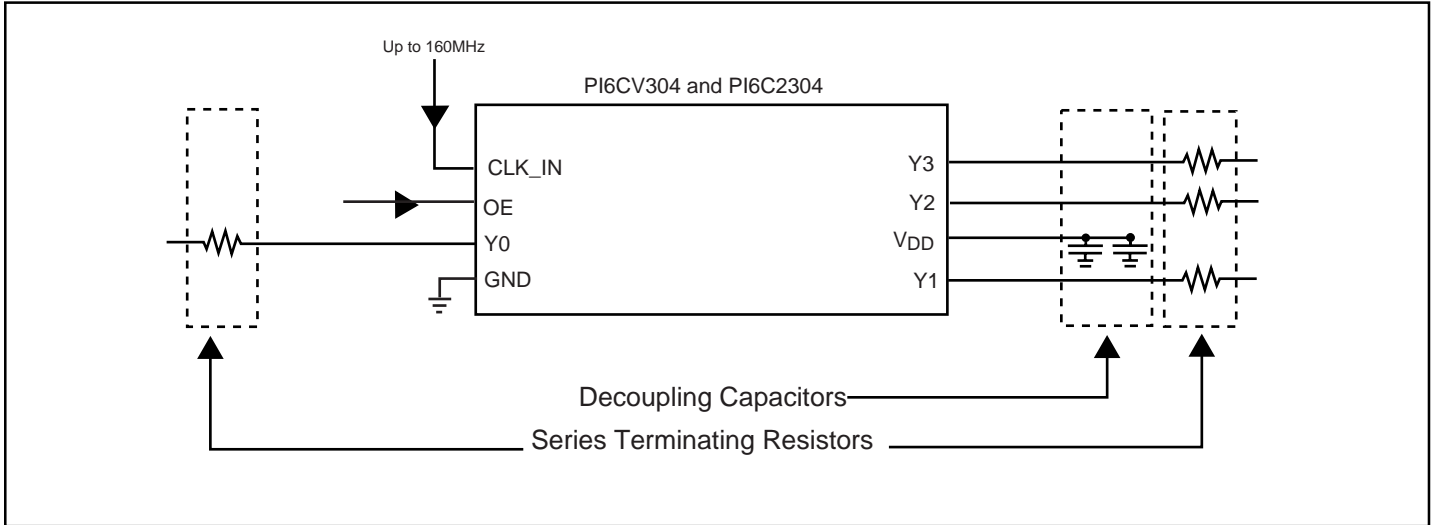 Up to 160MHz
PI6CV304 and PI6C2304
CLK_IN
OE
Y0
GND
Y3
Y2
VDD
Y1
Decoupling Capacitors
Series Terminating Resistors